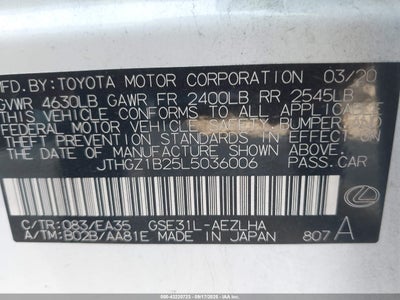 MFD. BY: TOYOTA MOTOR CORPORATION 03/20
GVWR 4630LB GAWR FR 2400LB RR 2545LB
THIS VEHICLE CONFORMS TO ALL APPLICABLE
FEDERAL MOTOR VEHICLE SAFETY, BUMPER, AND
THEFT PREVENTION STANDARDS IN EFFECT ON
THE DATE OF MANUFACTURE SHOWN ABOVE.
JTHGZ1B25L5036006 PASS.CAR
C/TR:083/EA35 GSE31L-AEZLHA
A/TM:B02B/AA81E MADE IN JAPAN 807 A